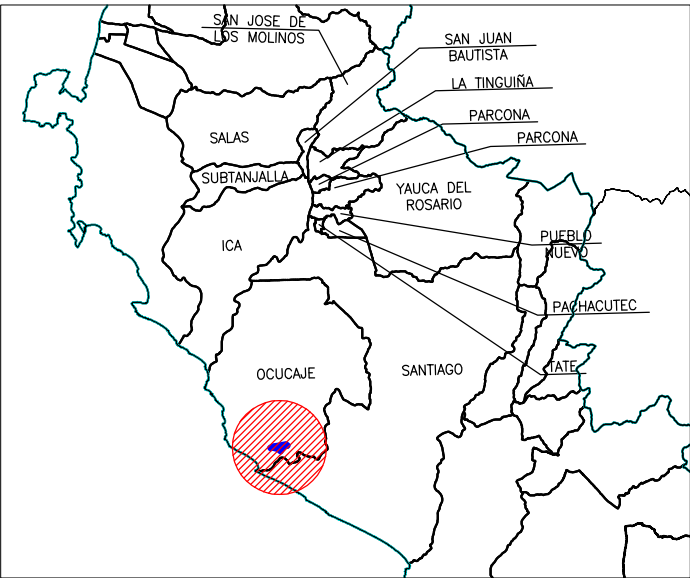 SAN JOSE DE
LOS MOLINOS
SAN JUAN
BAUTISTA
LA TINGUIÑA
PARCONA
PARCONA
SALAS
SUBTANJALLA
YAUCA DEL
ROSARIO
ICA
PUEBLO
NUEVO
PACHACUTEC
TATE
OCUCAJE
SANTIAGO